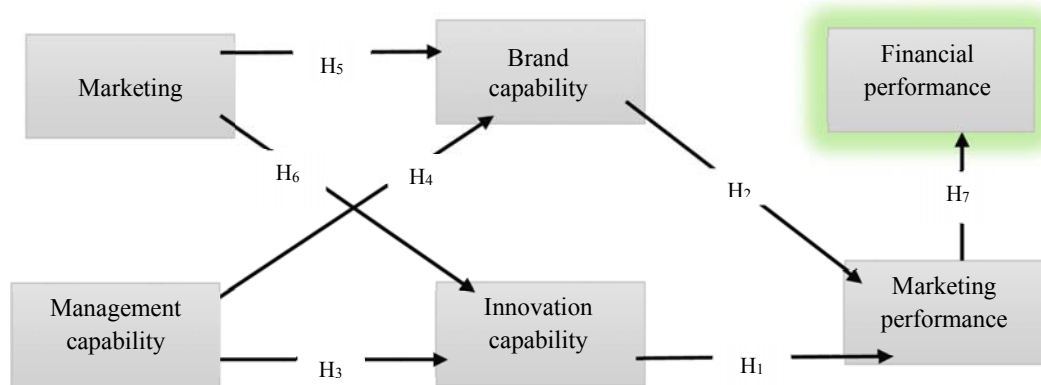 Marketing
H₅
Brand
capability
Financial
performance
H₆
H₄
H₂
H₇
Management
capability
Innovation
capability
Marketing
performance
H₃
H₁